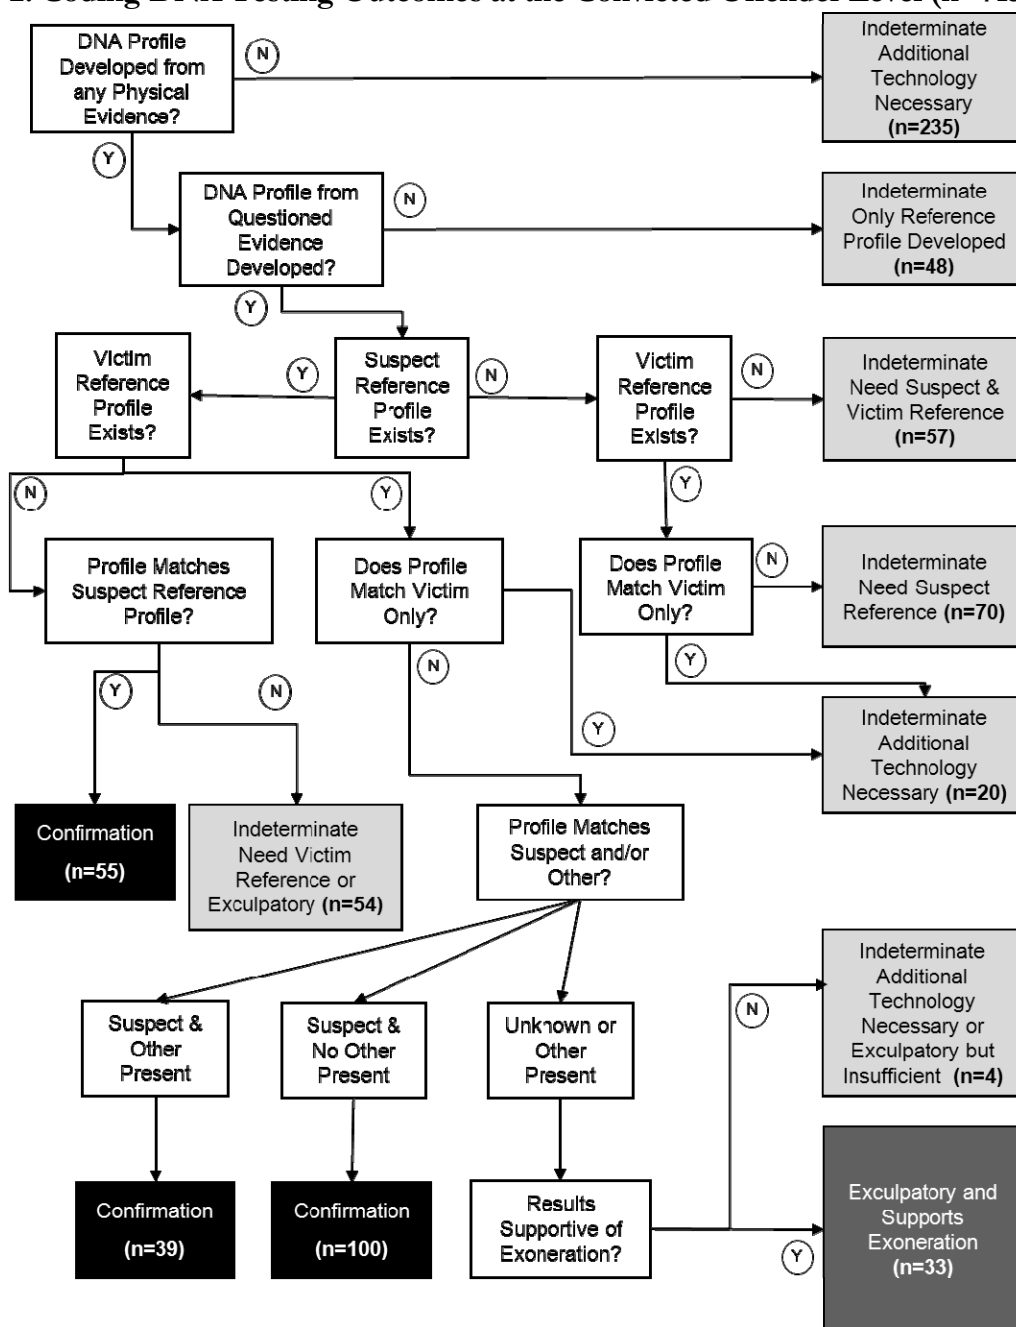 DNA Profile
Developed from
any Physical
Evidence?
N
Indeterminate
Additional
Technology
Necessary
(n=235)
Y
DNA Profile from
Questioned
Evidence
Developed?
N
Indeterminate
Only Reference
Profile Developed
(n=48)
Y
Victim
Reference
Profile
Exists?
Y
Suspect
Reference
Profile
Exists?
N
Victim
Reference
Profile
Exists?
N
Indeterminate
Need Suspect &
Victim Reference
(n=57)
N
Y
Y
Profile Matches
Suspect Reference
Profile?
Does Profile
Match Victim
Only?
Does Profile
Match Victim
Only?
N
Indeterminate
Need Suspect
Reference (n=70)
Y
N
N
Y
Y
Indeterminate
Additional
Technology
Necessary (n=20)
Confirmation
(n=55)
Indeterminate
Need Victim
Reference or
Exculpatory (n=54)
Profile Matches
Suspect and/or
Other?
Suspect &
Other
Present
Suspect &
No Other
Present
Unknown or
Other
Present
N
Indeterminate
Additional
Technology
Necessary or
Exculpatory but
Insufficient (n=4)
Confirmation
(n=39)
Confirmation
(n=100)
Results
Supportive of
Exoneration?
Y
Exculpatory and
Supports
Exoneration
(n=33)